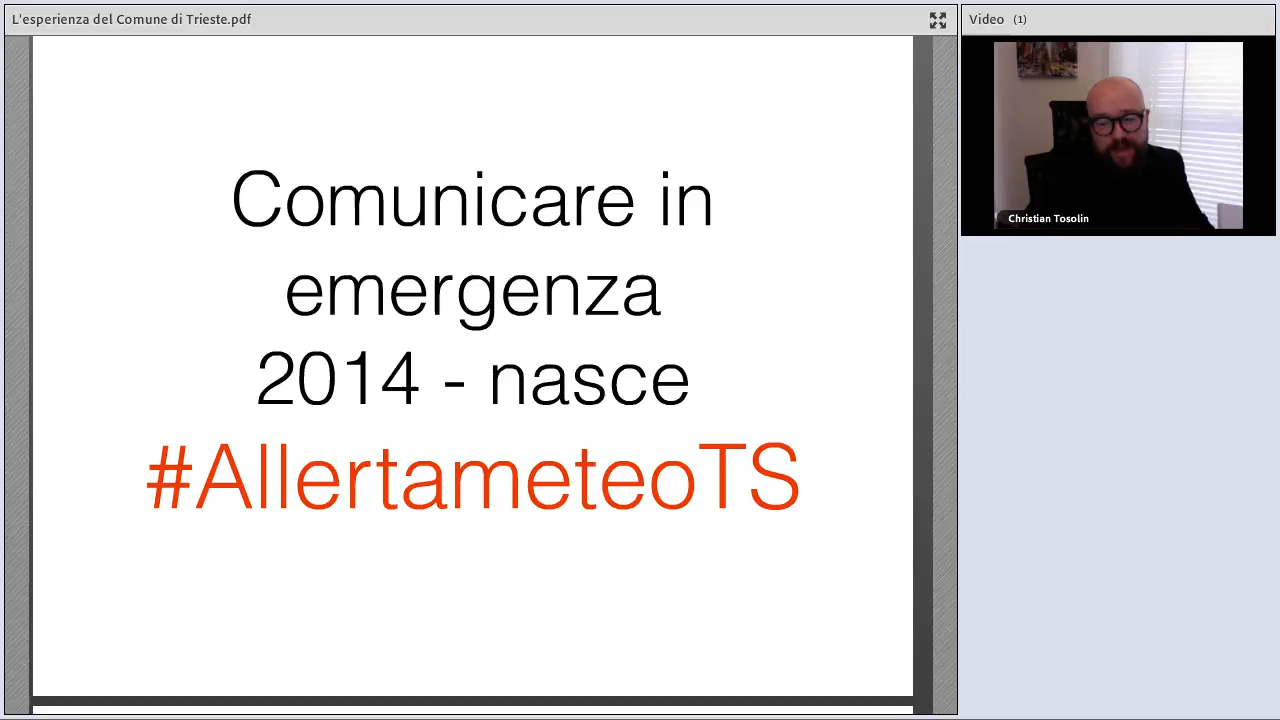 L'esperienza del Comune di Trieste.pdf
Video (1)
Christian Tosolin
Comunicare in
emergenza
2014 - nasce
#AllertameteoTS